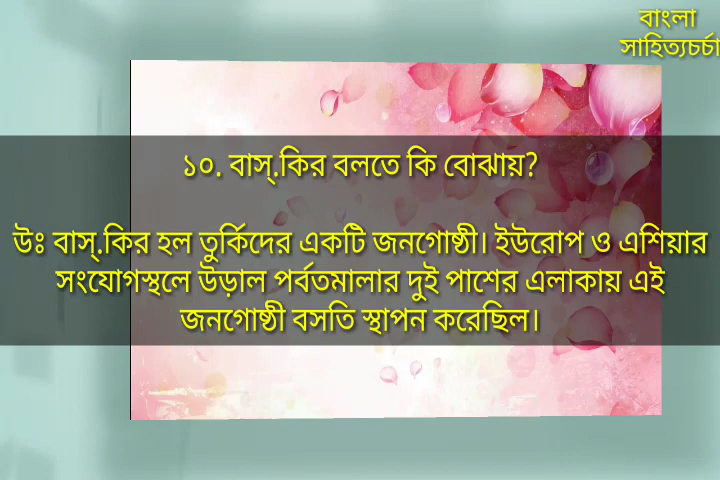 বাংলা
সাহিত্যচর্চা
১০. বাস্.কির বলতে কি বোঝায়?
উঃ বাস্.কির হল তুর্কিদের একটি জনগোষ্ঠী। ইউরোপ ও এশিয়ার
সংযোগস্থলে উড়াল পর্বতমালার দুই পাশের এলাকায় এই
জনগোষ্ঠী বসতি স্থাপন করেছিল।